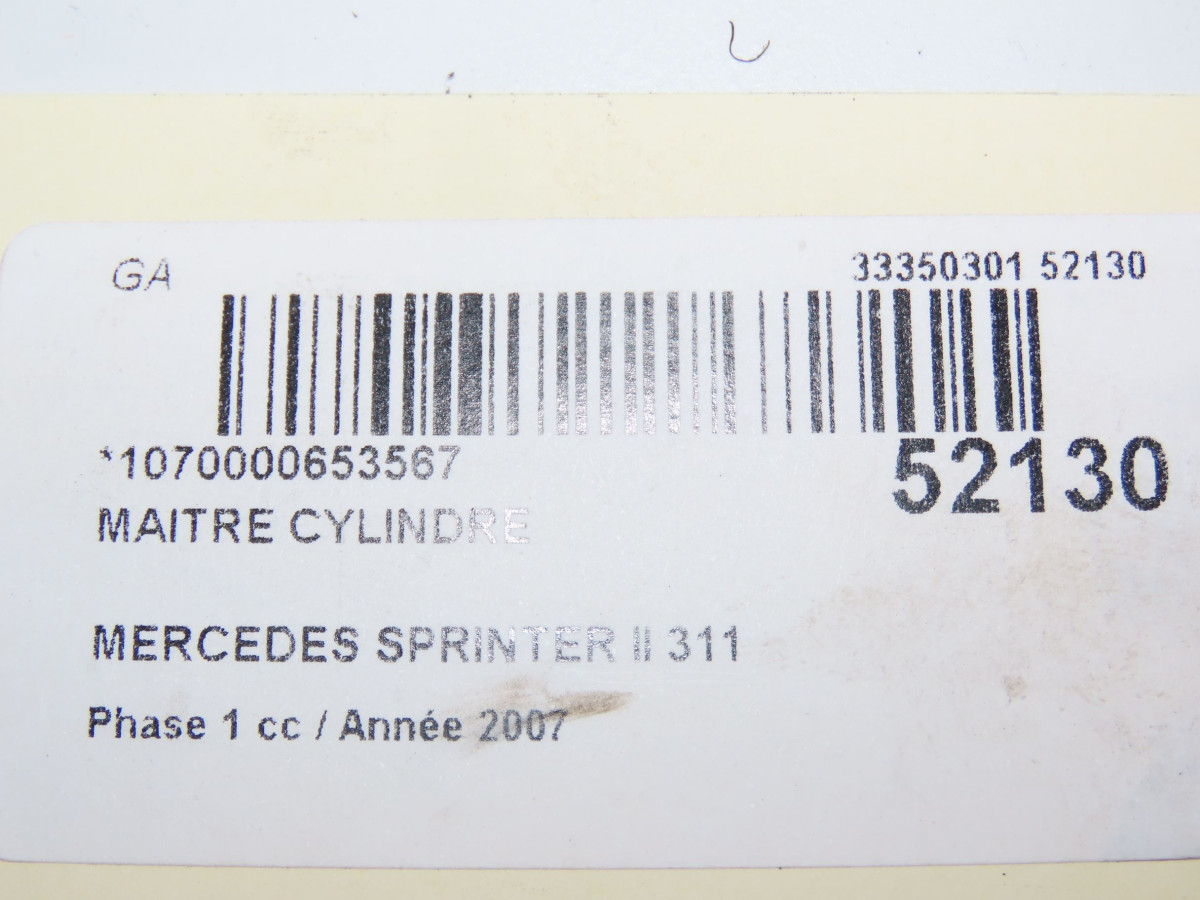 GA
33350301 52130
*1070000653567
52130
MAITRE CYLINDRE
MERCEDES SPRINTER II 311
Phase 1 cc / Année 2007